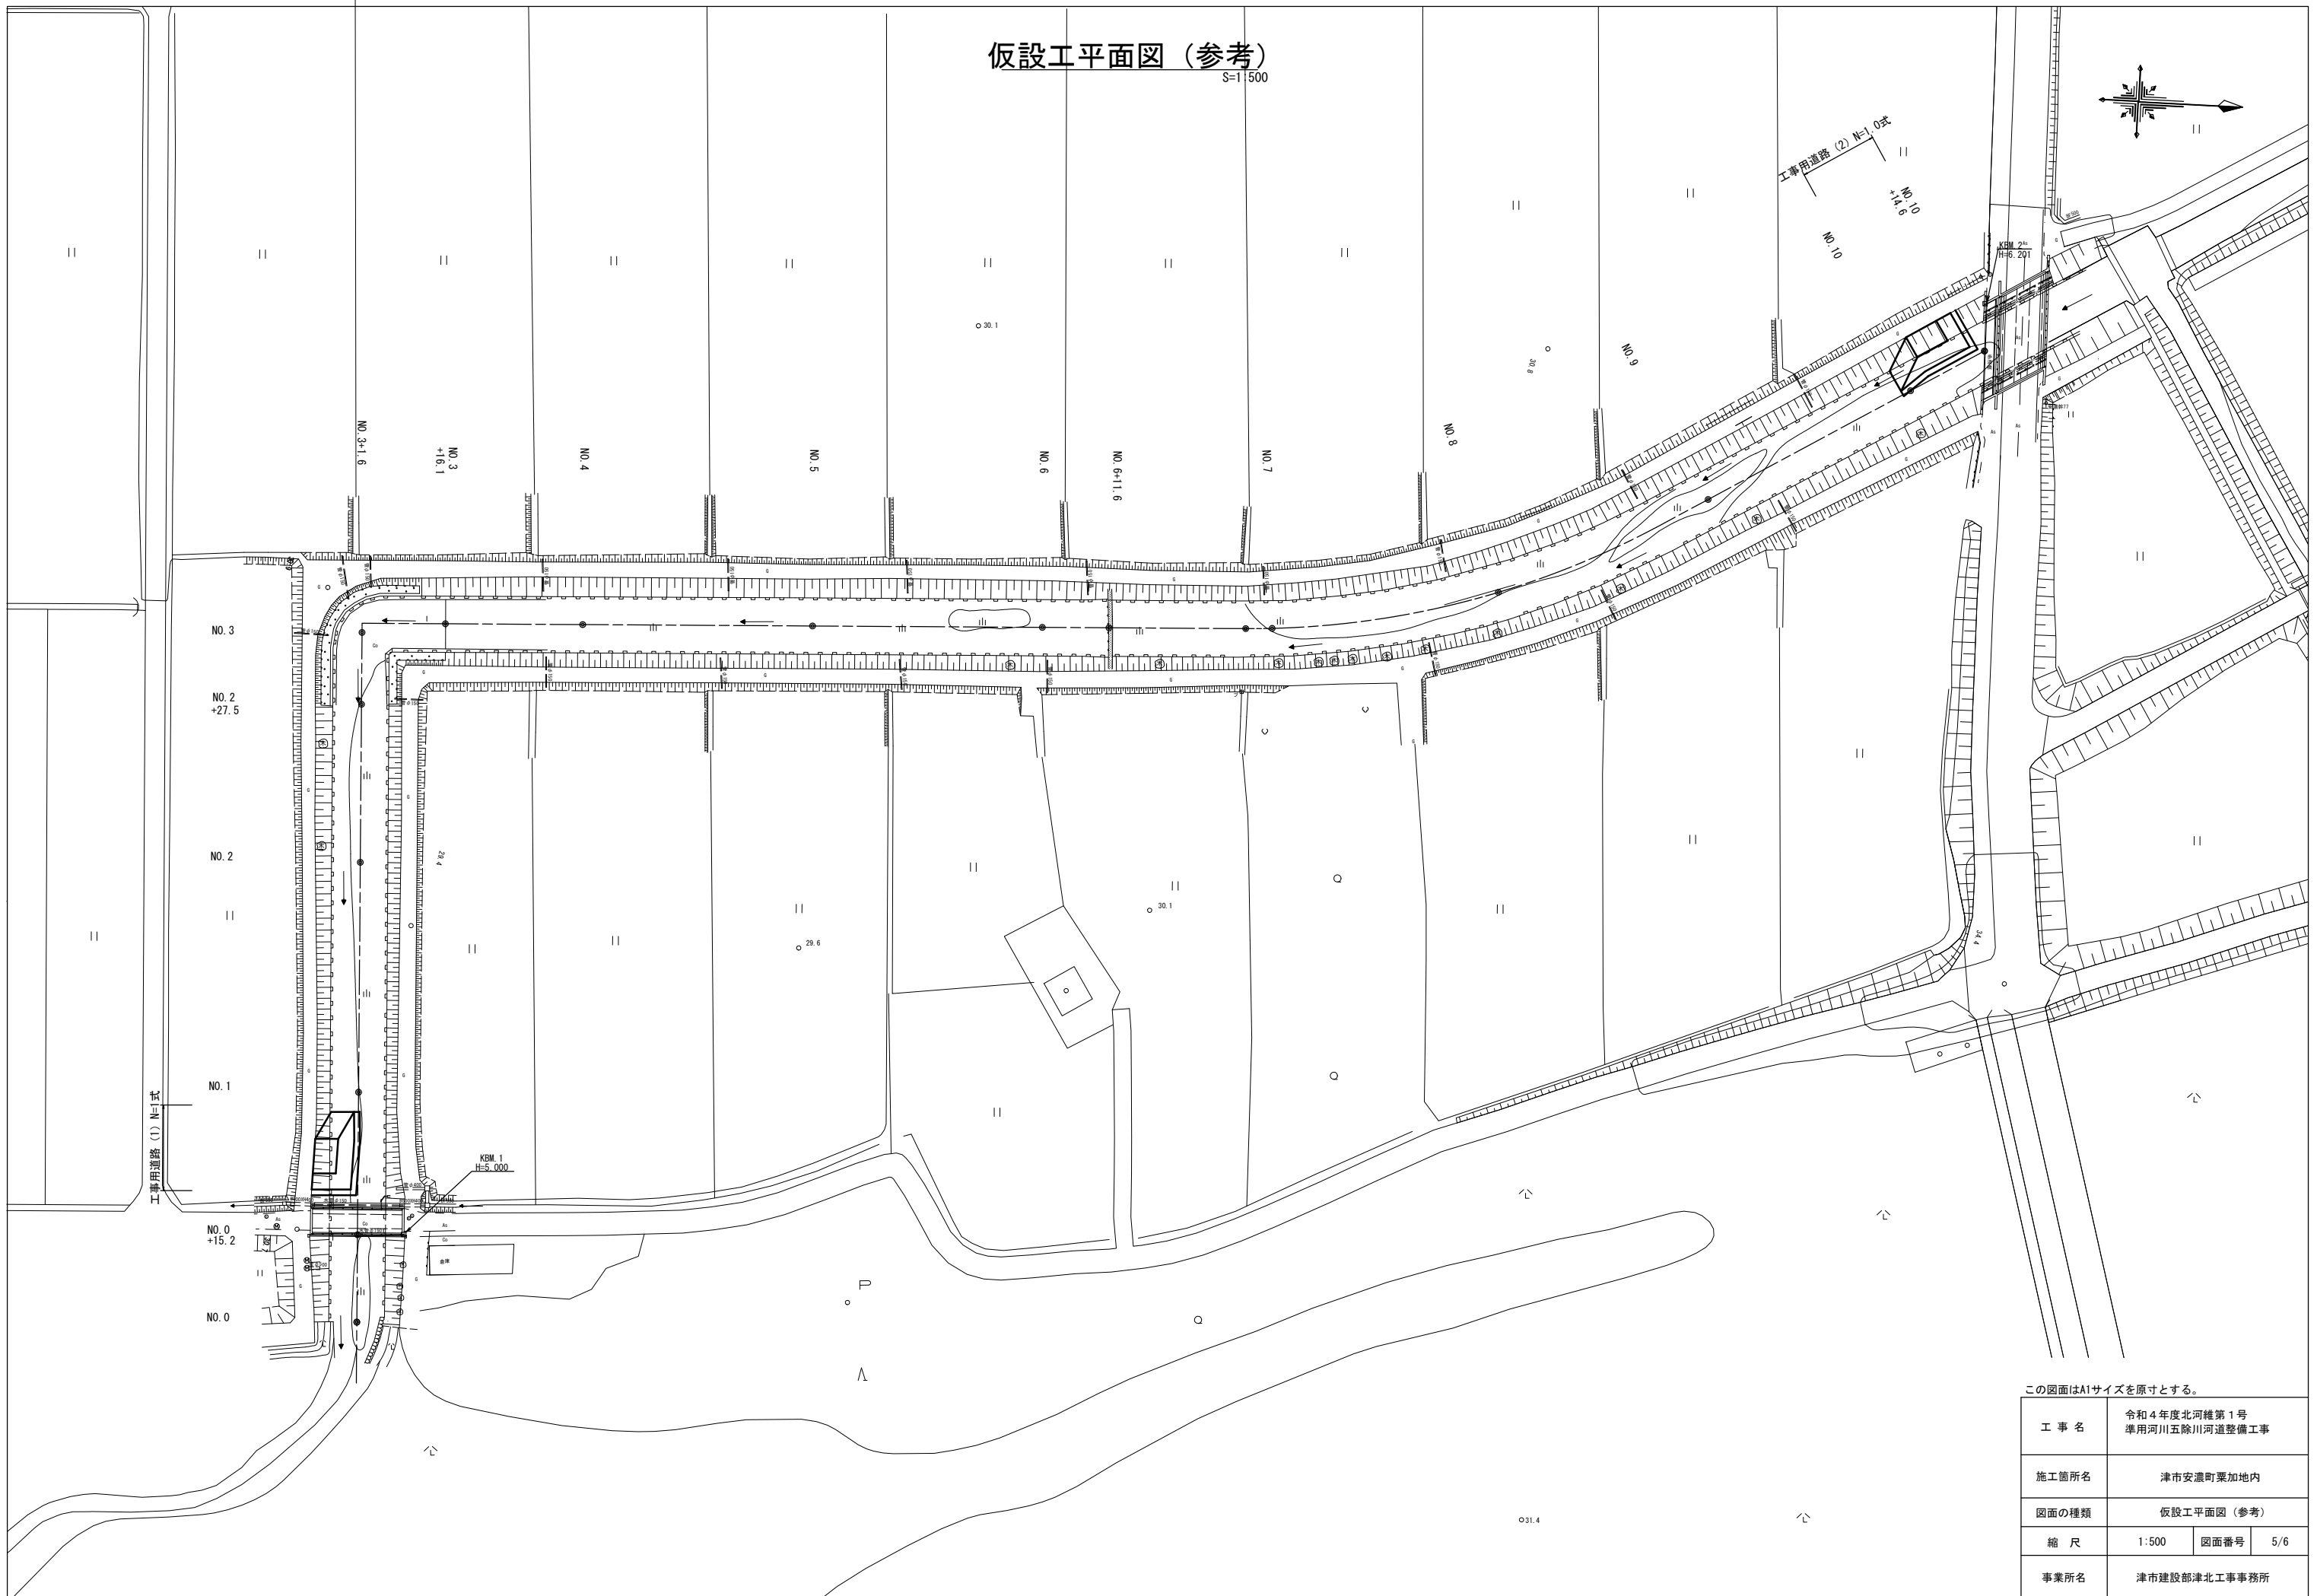 仮設工平面図（参考）
S=1:500
工事用道路（2）N=1.0式
NO.10
+14.6
NO.10
KBM.2
H=6.201
As
NO.9
30.8
30.1
NO.3+1.6
NO.3
+16.1
NO.4
NO.5
NO.6
NO.6+11.6
NO.7
NO.8
NO.3
NO.2
+27.5
NO.2
29.4
29.6
30.1
34.4
NO.1
工事用道路（1）N=1式
KBM.1
H=5.000
NO.0
+15.2
倉庫
NO.0
31.4
この図面はA1サイズを原寸とする。
工事名
令和４年度北河維第１号
準用河川五除川河道整備工事
施工箇所名
津市安濃町粟加地内
図面の種類
仮設工平面図（参考）
縮尺
1:500
図面番号
5/6
事業所名
津市建設部津北工事事務所